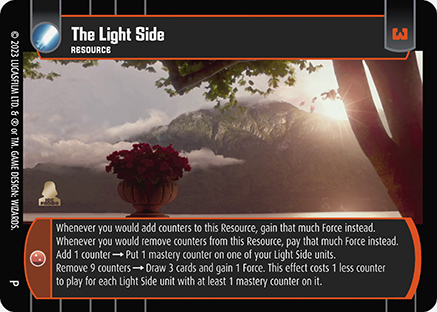 The Light Side
RESOURCE
© 2023 LUCASFILM LTD. & ® or TM. GAME DESIGN: WIZARDS.
Whenever you would add counters to this Resource, gain that much Force instead.
Whenever you would remove counters from this Resource, pay that much Force instead.
Add 1 counter → Put 1 mastery counter on one of your Light Side units.
Remove 9 counters → Draw 3 cards and gain 1 Force. This effect costs 1 less counter
to play for each Light Side unit with at least 1 mastery counter on it.
P